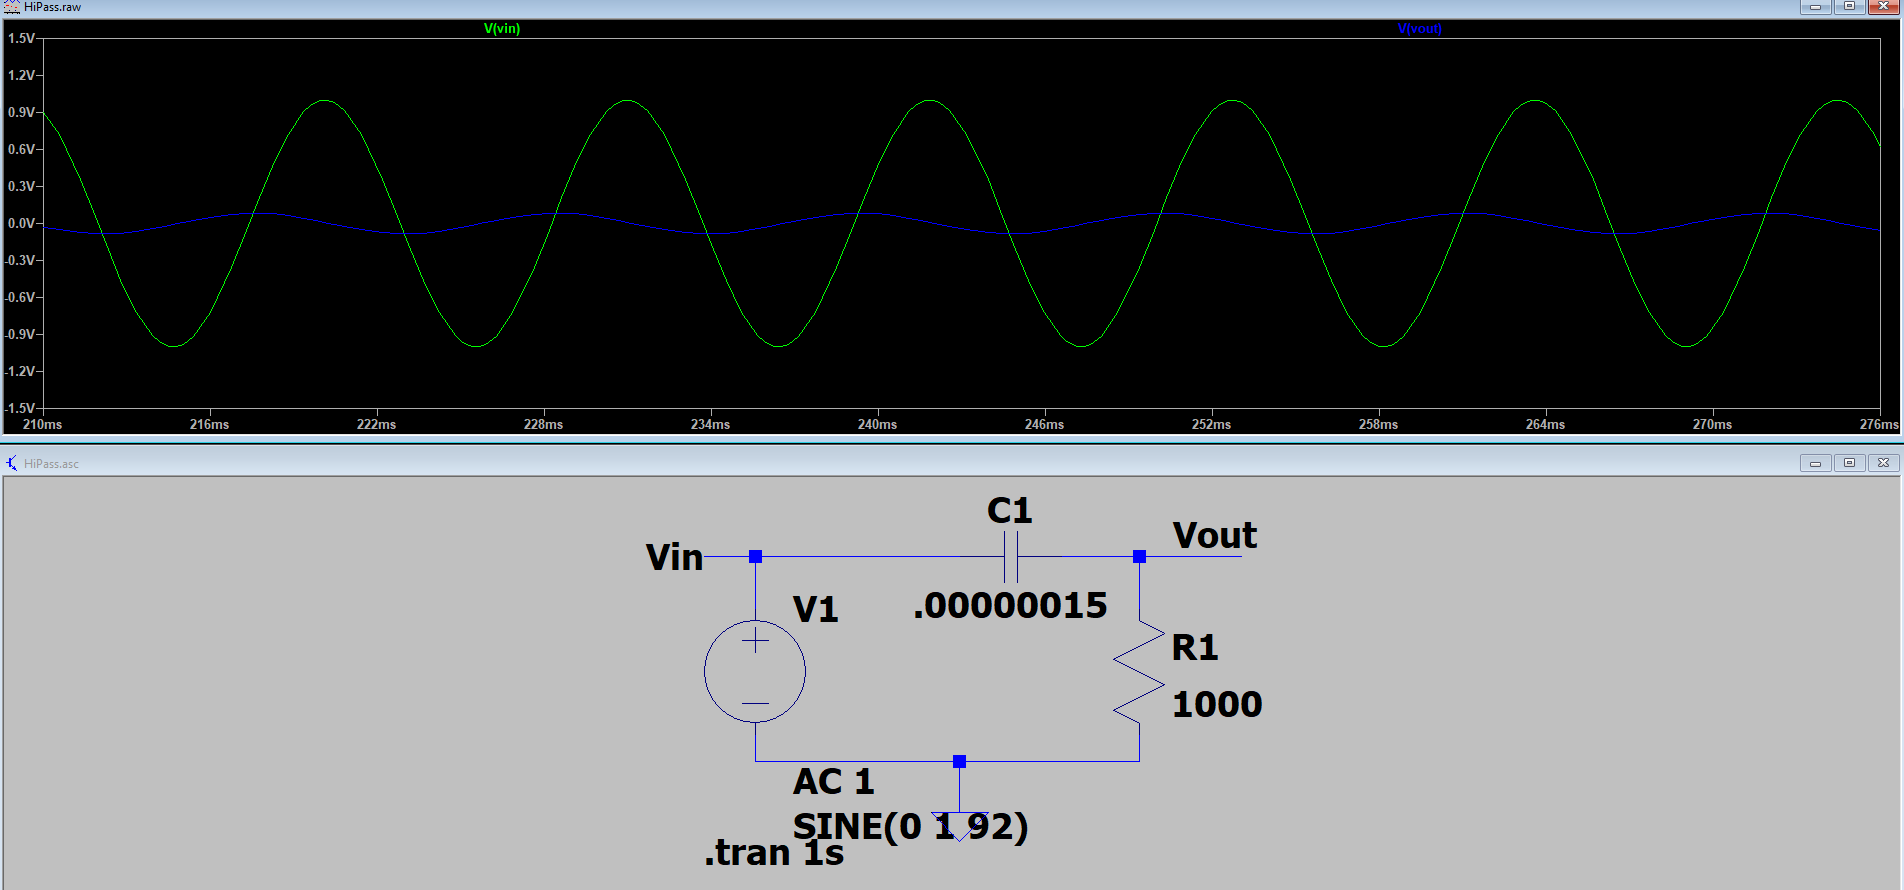 HiPass.raw
V(vin) V(vout)
1.5V
1.2V
0.9V
0.6V
0.3V
0.0V
-0.3V
-0.6V
-0.9V
-1.2V
-1.5V
210ms 216ms 222ms 228ms 234ms 240ms 246ms 252ms 258ms 264ms 270ms 276ms
HiPass.asc
C1
Vin
Vout
.00000015
V1
R1
1000
AC 1
SINE(0 1 92)
.tran 1s